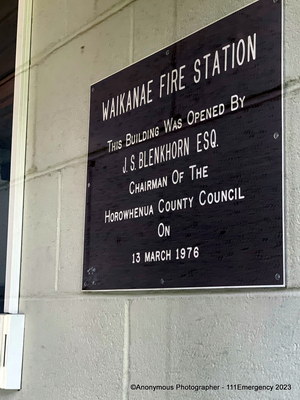 WAIKANAE FIRE STATION
THIS BUILDING WAS OPENED BY
J.S. BLENKHORN ESQ.
CHAIRMAN OF THE
HOROWHENUA COUNTY COUNCIL
ON
13 MARCH 1976
©Anonymous Photographer - 111Emergency 2023